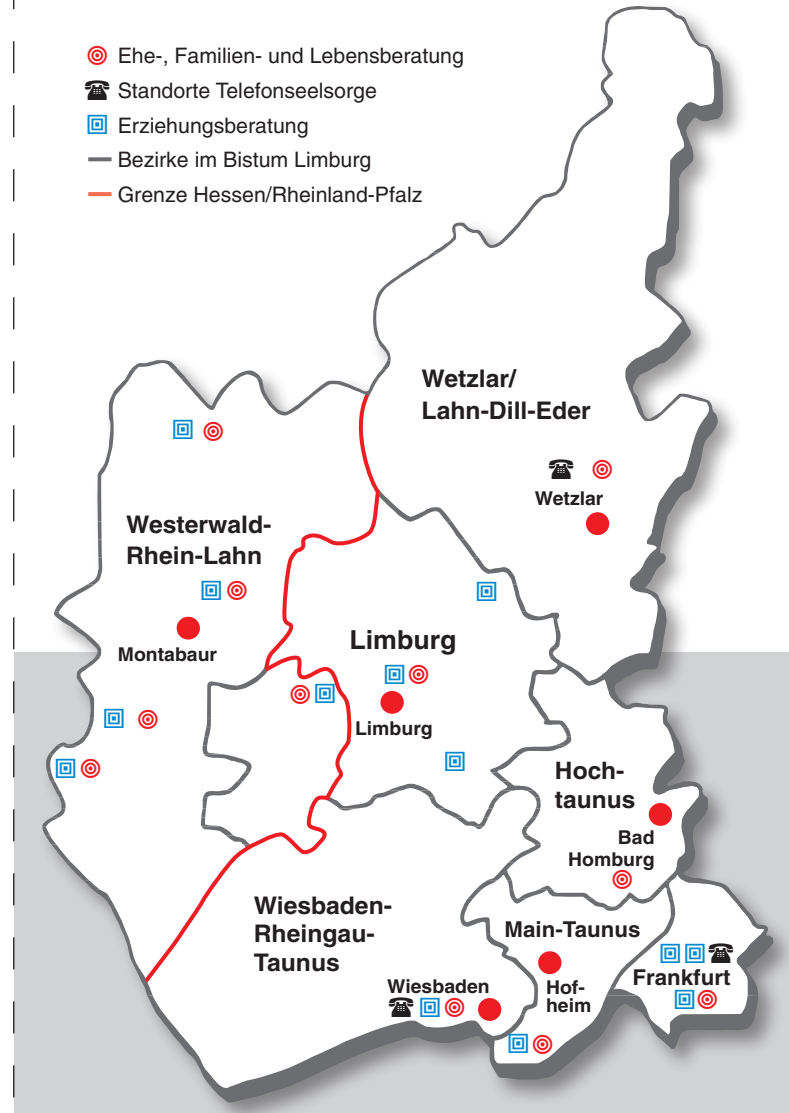 Ehe-, Familien- und Lebensberatung
Standorte Telefonseelsorge
Erziehungsberatung
Bezirke im Bistum Limburg
Grenze Hessen/Rheinland-Pfalz
Wetzlar/
Lahn-Dill-Eder
Wetzlar
Westerwald-
Rhein-Lahn
Montabaur
Limburg
Limburg
Hoch-
taunus
Bad
Homburg
Wiesbaden-
Rheingau-
Taunus
Wiesbaden
Main-Taunus
Hof-
heim
Frankfurt